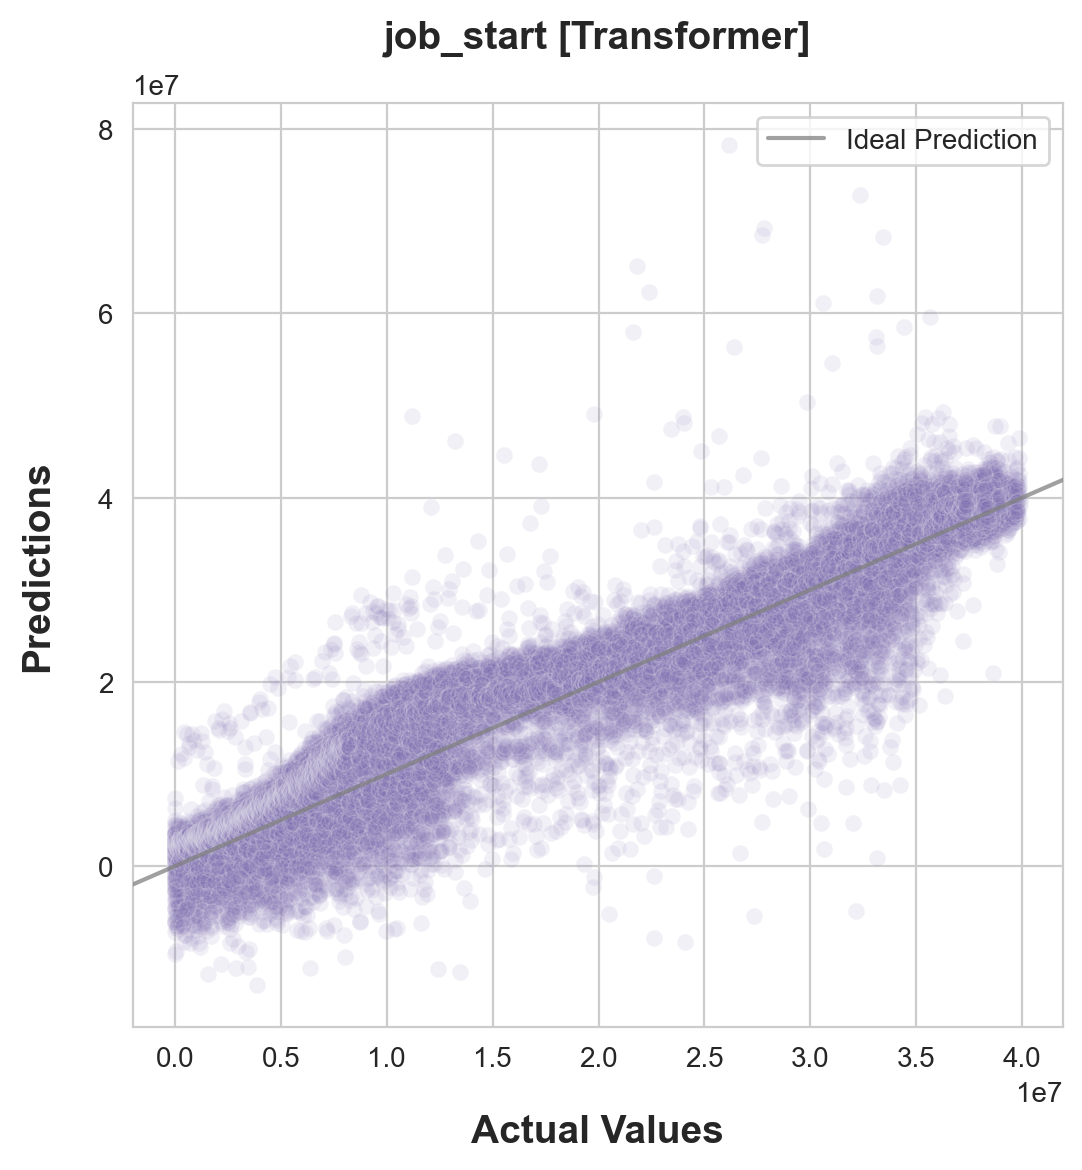 job_start [Transformer]
1e7
Ideal Prediction
8
6
4
2
0
Predictions
0.0 0.5 1.0 1.5 2.0 2.5 3.0 3.5 4.0
1e7
Actual Values